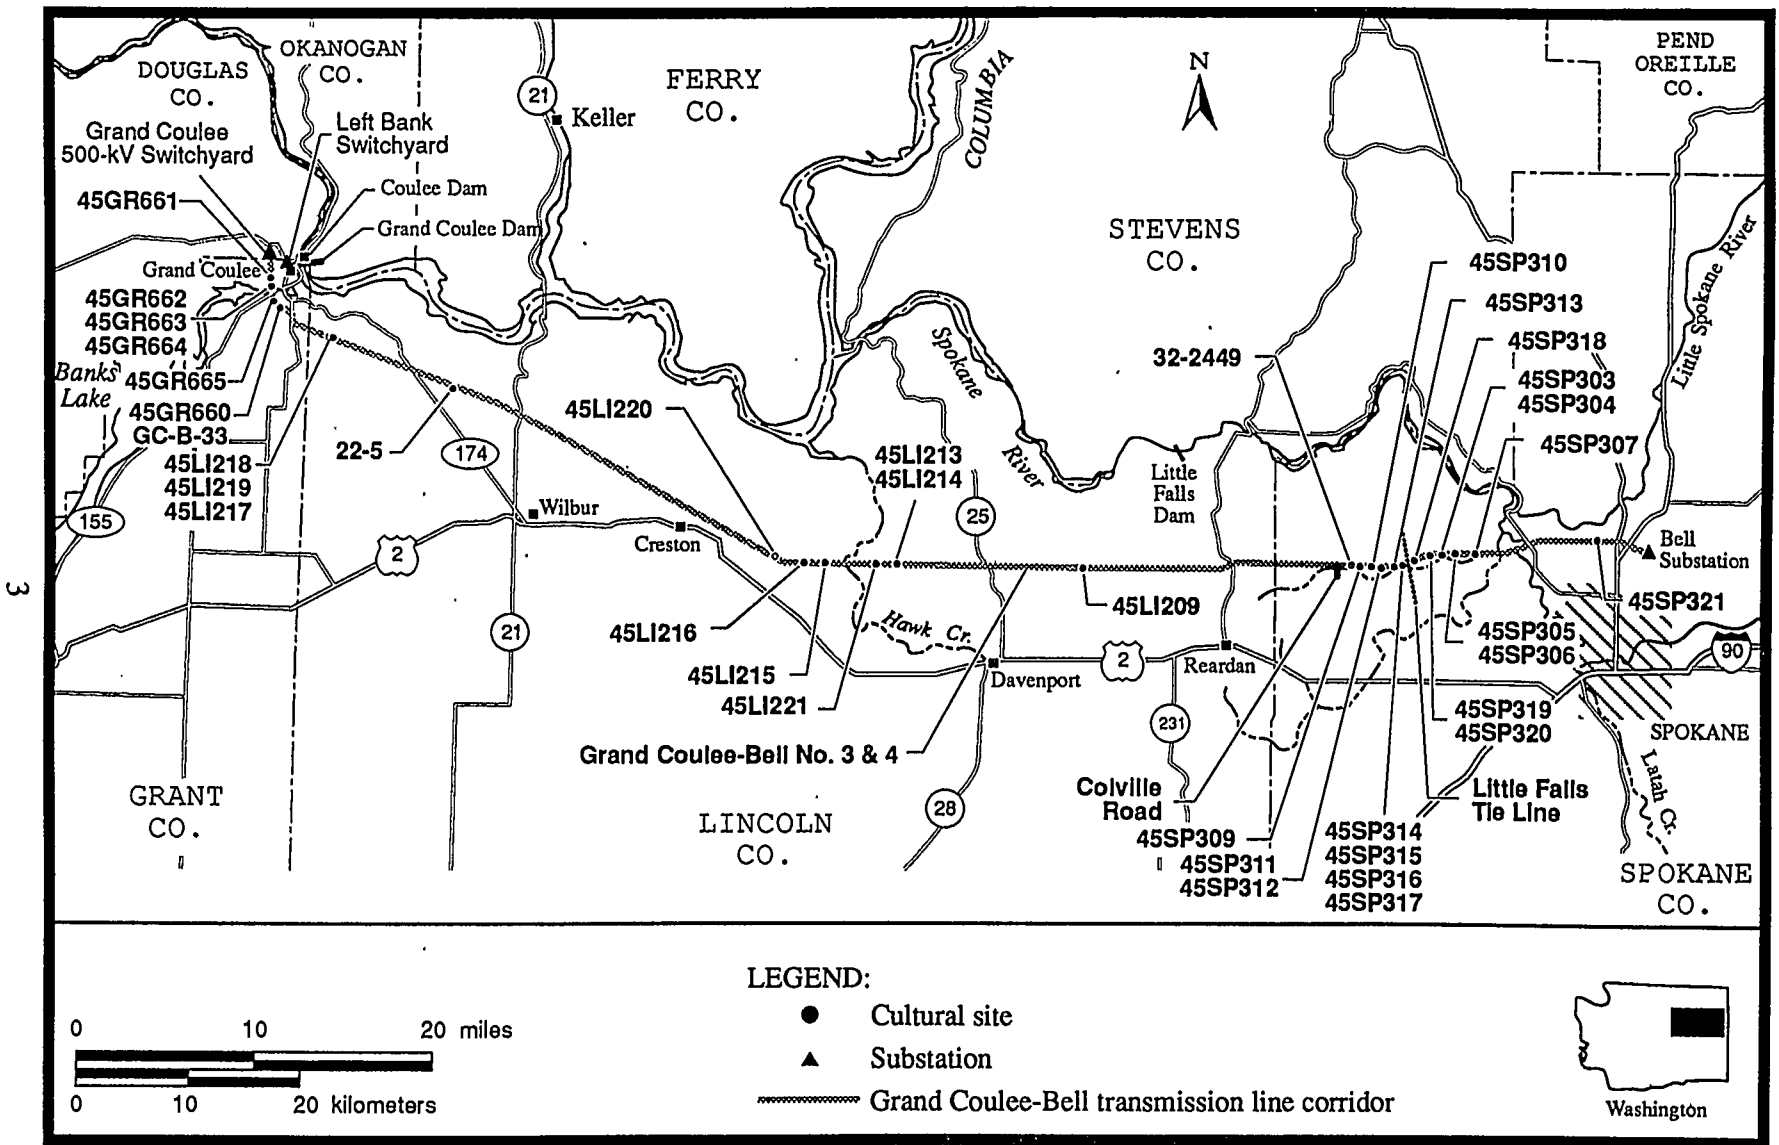 OKANOGAN
CO.
DOUGLAS
CO.
FERRY
CO.
COLUMBIA
N
PEND
OREILLE
CO.
21
Keller
Grand Coulee
500-kV Switchyard
Left Bank
Switchyard
45GR661
Coulee Dam
Grand Coulee Dam
Grand Coulee
STEVENS
CO.
Little Spokane River
45SP310
45GR662
45GR663
45GR664
45SP313
45SP318
Spokane
River
32-2449
Banks
Lake
45GR665
45SP303
45SP304
45GR660
GC-B-33
45LI220
45SP307
22-5
174
45LI213
45LI214
45LI218
45LI219
45LI217
Little
Falls
Dam
155
Wilbur
25
2
Creston
Bell
Substation
3
45LI209
45SP321
21
45LI216
Hawk Cr.
45SP305
45SP306
2
Reardan
90
45LI215
Davenport
45LI221
231
45SP319
45SP320
SPOKANE
Grand Coulee-Bell No. 3 & 4
Latah Cr.
GRANT
CO.
28
Colville
Road
Little Falls
Tie Line
LINCOLN
CO.
45SP309
45SP311
45SP312
45SP314
45SP315
45SP316
45SP317
SPOKANE
CO.
LEGEND:
Cultural site
Substation
Grand Coulee-Bell transmission line corridor
0 10 20 miles
0 10 20 kilometers
Washington